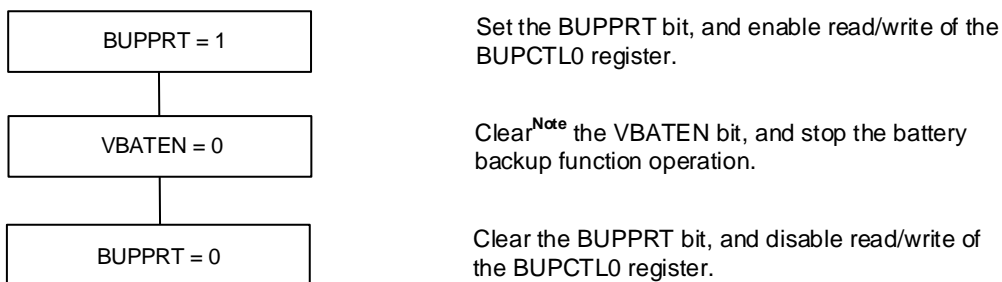 BUPPRT = 1
Set the BUPPRT bit, and enable read/write of the
BUPCTL0 register.
VBATEN = 0
Clear^Note the VBATEN bit, and stop the battery
backup function operation.
BUPPRT = 0
Clear the BUPPRT bit, and disable read/write of
the BUPCTL0 register.